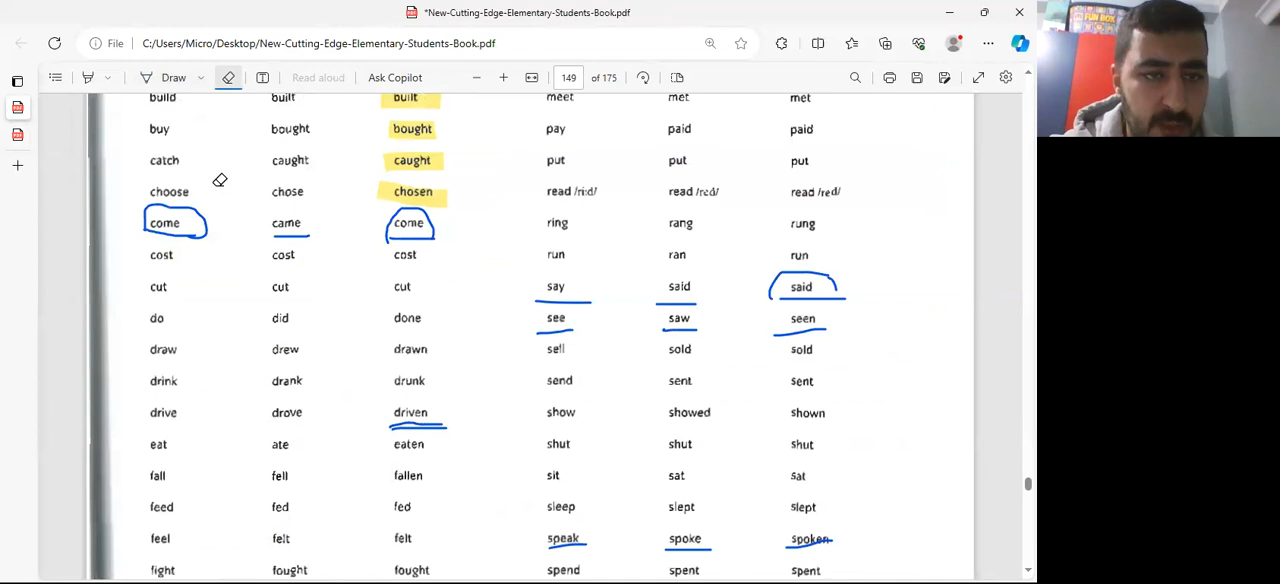 *New-Cutting-Edge-Elementary-Students-Book.pdf
File C:/Users/Micro/Desktop/New-Cutting-Edge-Elementary-Students-Book.pdf
FUN BOX
Draw Read aloud Ask Copilot 149 of 175
build built built meet met met
buy bought bought pay paid paid
catch caught caught put put put
choose chose chosen read /riːd/ read /red/ read /red/
come came come ring rang rung
cost cost cost run ran run
cut cut cut say said said
do did done see saw seen
draw drew drawn sell sold sold
drink drank drunk send sent sent
drive drove driven show showed shown
eat ate eaten shut shut shut
fall fell fallen sit sat sat
feed fed fed sleep slept slept
feel felt felt speak spoke spoken
fight fought fought spend spent spent